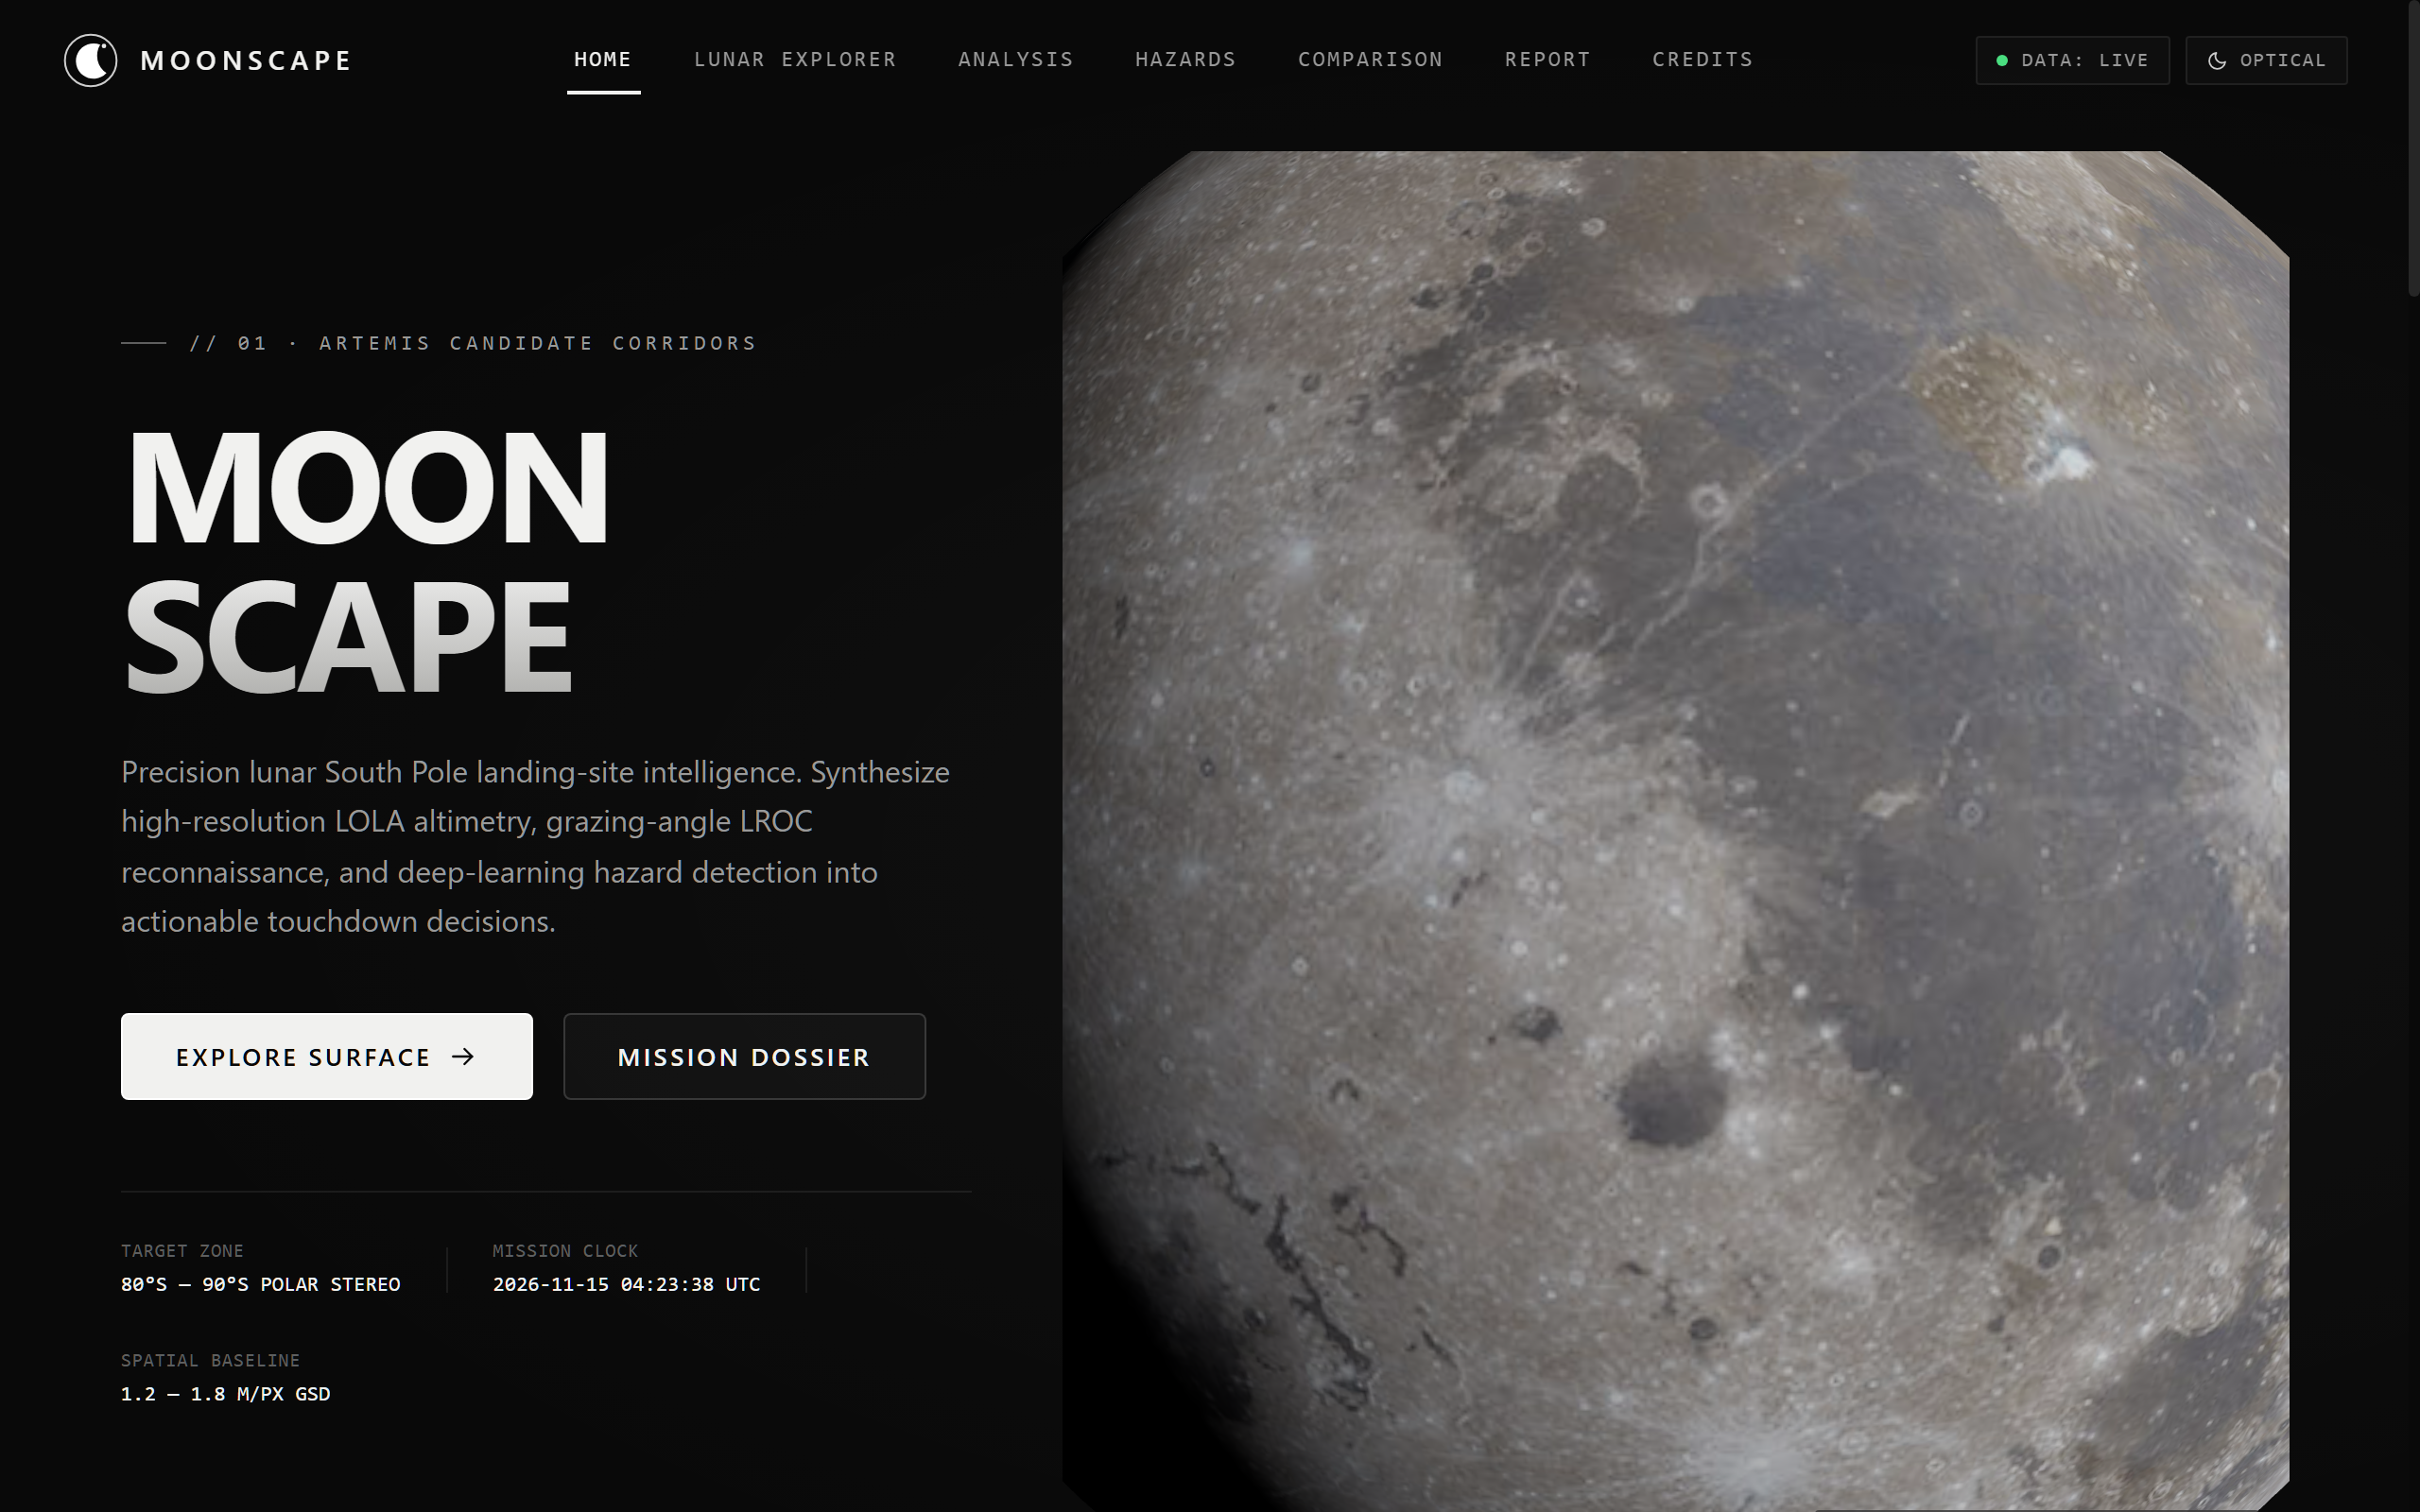 MOONSCAPE
HOME
LUNAR EXPLORER
ANALYSIS
HAZARDS
COMPARISON
REPORT
CREDITS
DATA: LIVE
OPTICAL
// 01 · ARTEMIS CANDIDATE CORRIDORS
MOON
SCAPE
Precision lunar South Pole landing-site intelligence. Synthesize
high-resolution LOLA altimetry, grazing-angle LROC
reconnaissance, and deep-learning hazard detection into
actionable touchdown decisions.
EXPLORE SURFACE →
MISSION DOSSIER
TARGET ZONE
80°S — 90°S POLAR STEREO
MISSION CLOCK
2026-11-15 04:23:38 UTC
SPATIAL BASELINE
1.2 — 1.8 M/PX GSD